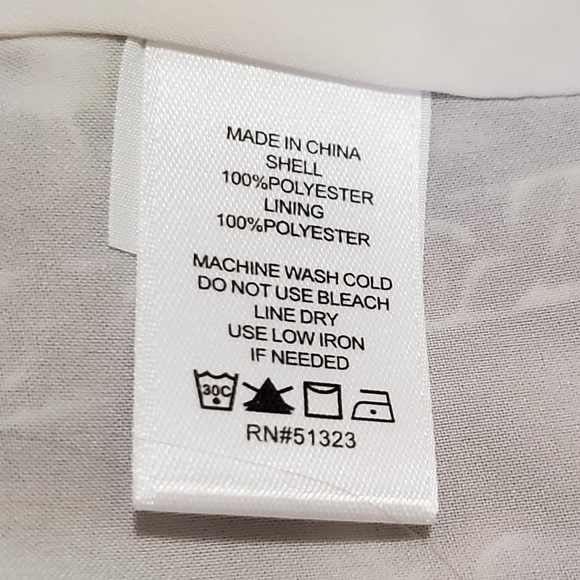 MADE IN CHINA
SHELL
100%POLYESTER
LINING
100%POLYESTER
MACHINE WASH COLD
DO NOT USE BLEACH
LINE DRY
USE LOW IRON
IF NEEDED
30C
RN#51323